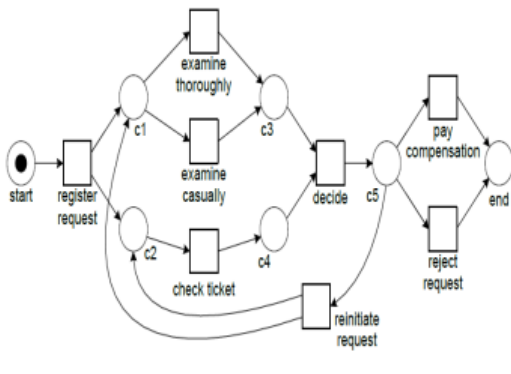 examine
thoroughly
c1
c3
pay
compensation
start
register
request
examine
casually
decide
c5
end
c2
c4
check ticket
reject
request
reinitiate
request